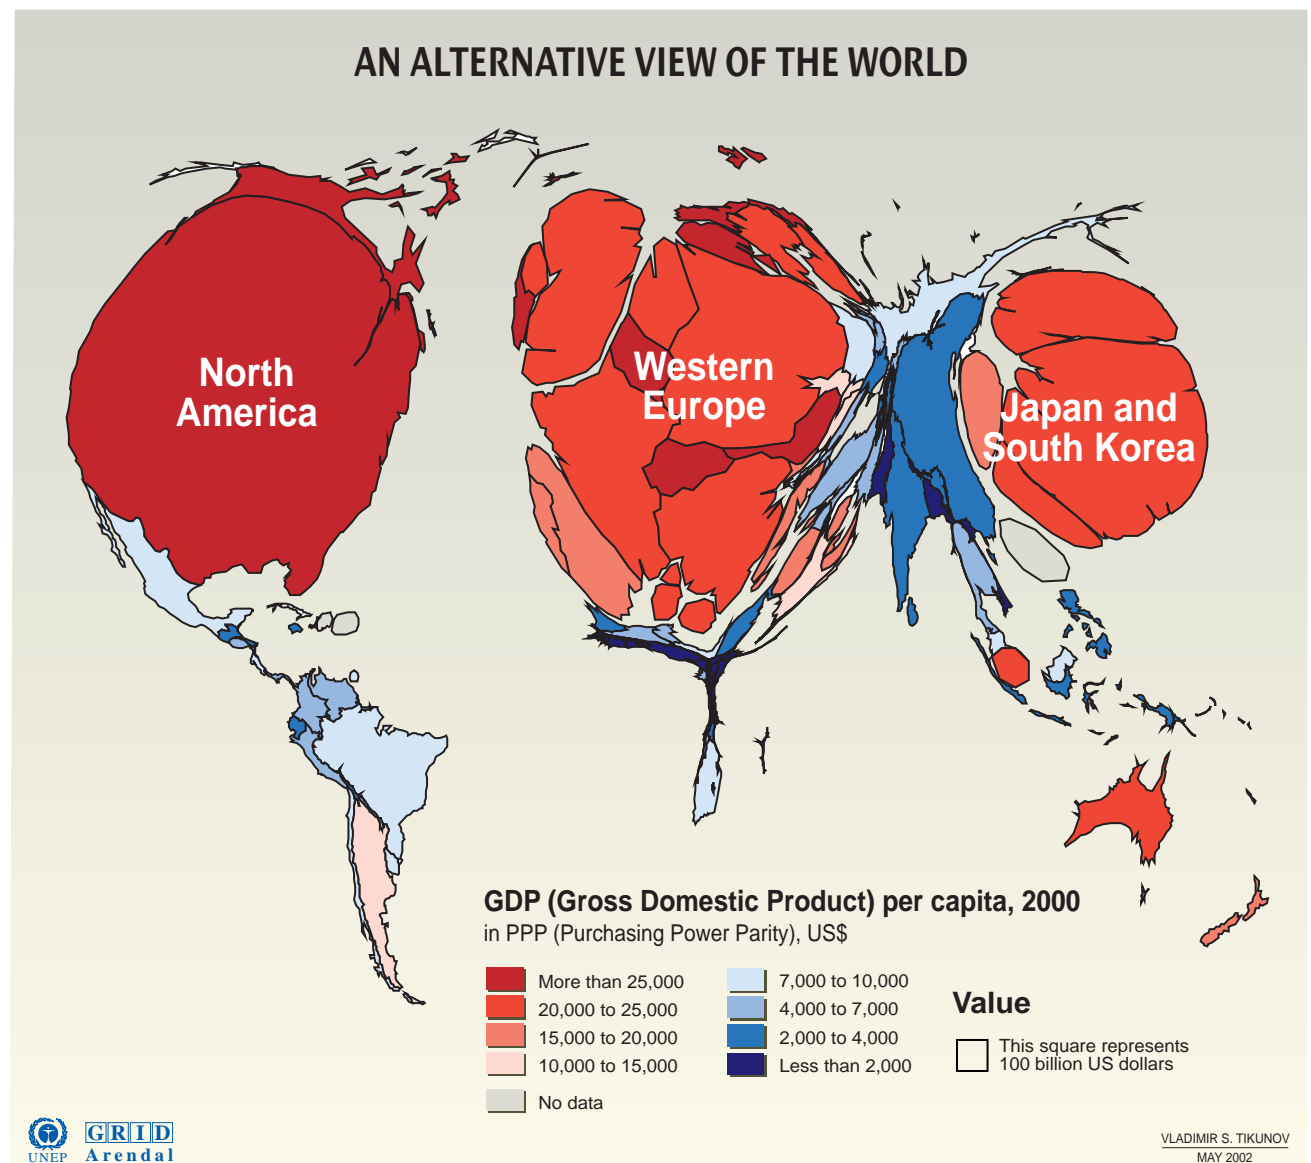 AN ALTERNATIVE VIEW OF THE WORLD
North
America
Western
Europe
Japan and
South Korea
GDP (Gross Domestic Product) per capita, 2000
in PPP (Purchasing Power Parity), US$
More than 25,000
20,000 to 25,000
15,000 to 20,000
10,000 to 15,000
No data
7,000 to 10,000
4,000 to 7,000
2,000 to 4,000
Less than 2,000
Value
This square represents
100 billion US dollars
UNEP
GRID
Arendal
VLADIMIR S. TIKUNOV
MAY 2002